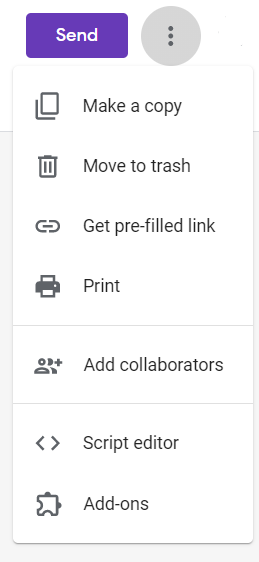 Send
Make a copy
Move to trash
Get pre-filled link
Print
Add collaborators
Script editor
Add-ons